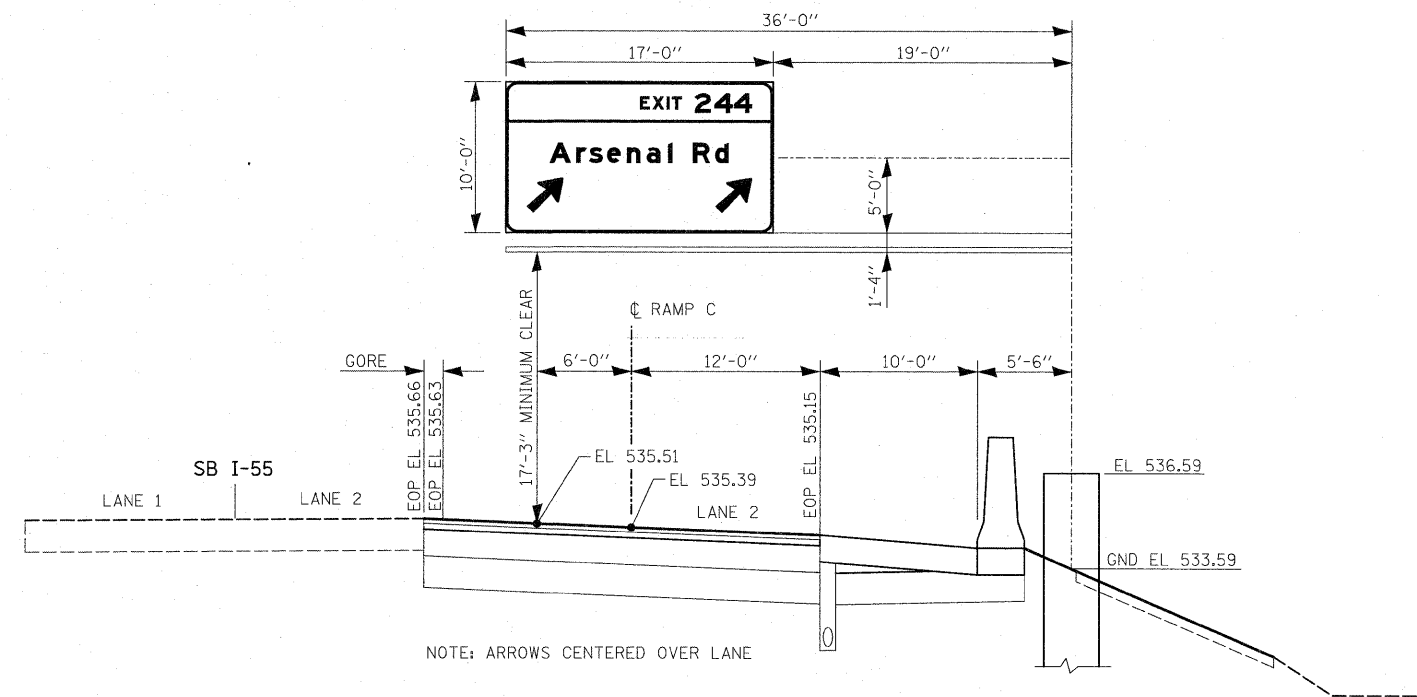 36'-0"
17'-0"
19'-0"
EXIT 244
Arsenal Rd
10'-0"
5'-0"
1'-4"
17'-3" MINIMUM CLEAR
℄ RAMP C
GORE
6'-0"
12'-0"
10'-0"
5'-6"
EOP EL 535.66
EOP EL 535.63
EOP EL 535.15
SB I-55
EL 535.51
EL 535.39
EL 536.59
LANE 1
LANE 2
LANE 2
GND EL 533.59
NOTE: ARROWS CENTERED OVER LANE